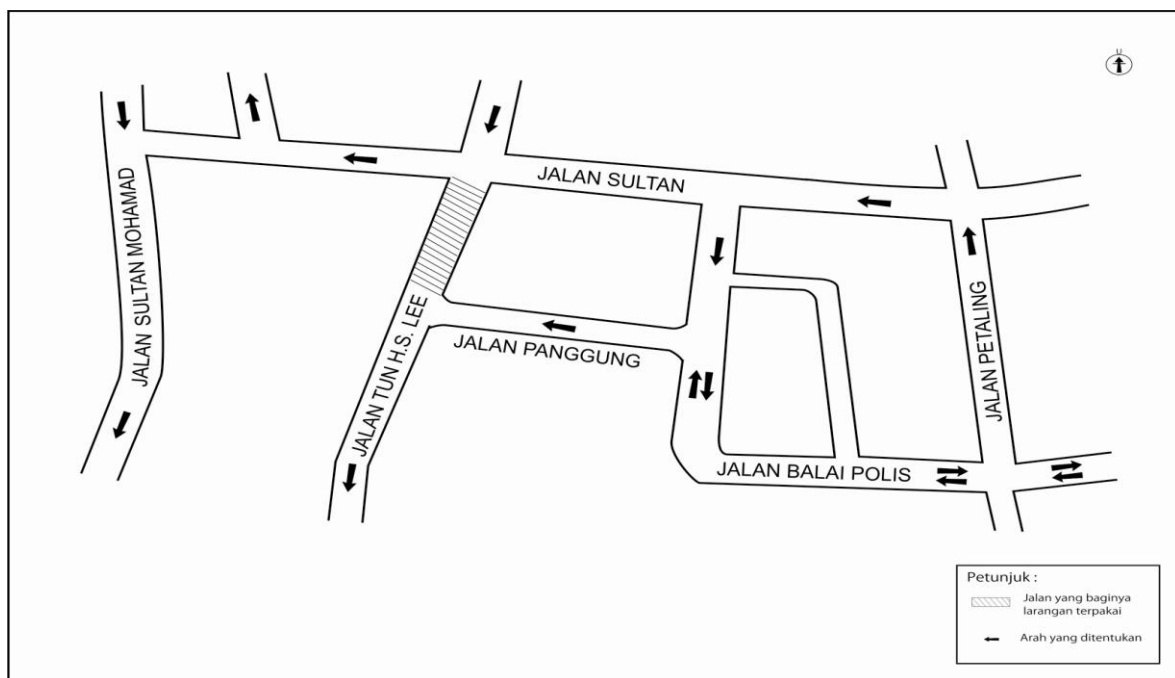 U
JALAN SULTAN
JALAN SULTAN MOHAMAD
JALAN TUN H.S. LEE
JALAN PANGGUNG
JALAN PETALING
JALAN BALAI POLIS
Petunjuk :
Jalan yang baginya
larangan terpakai
Arah yang ditentukan